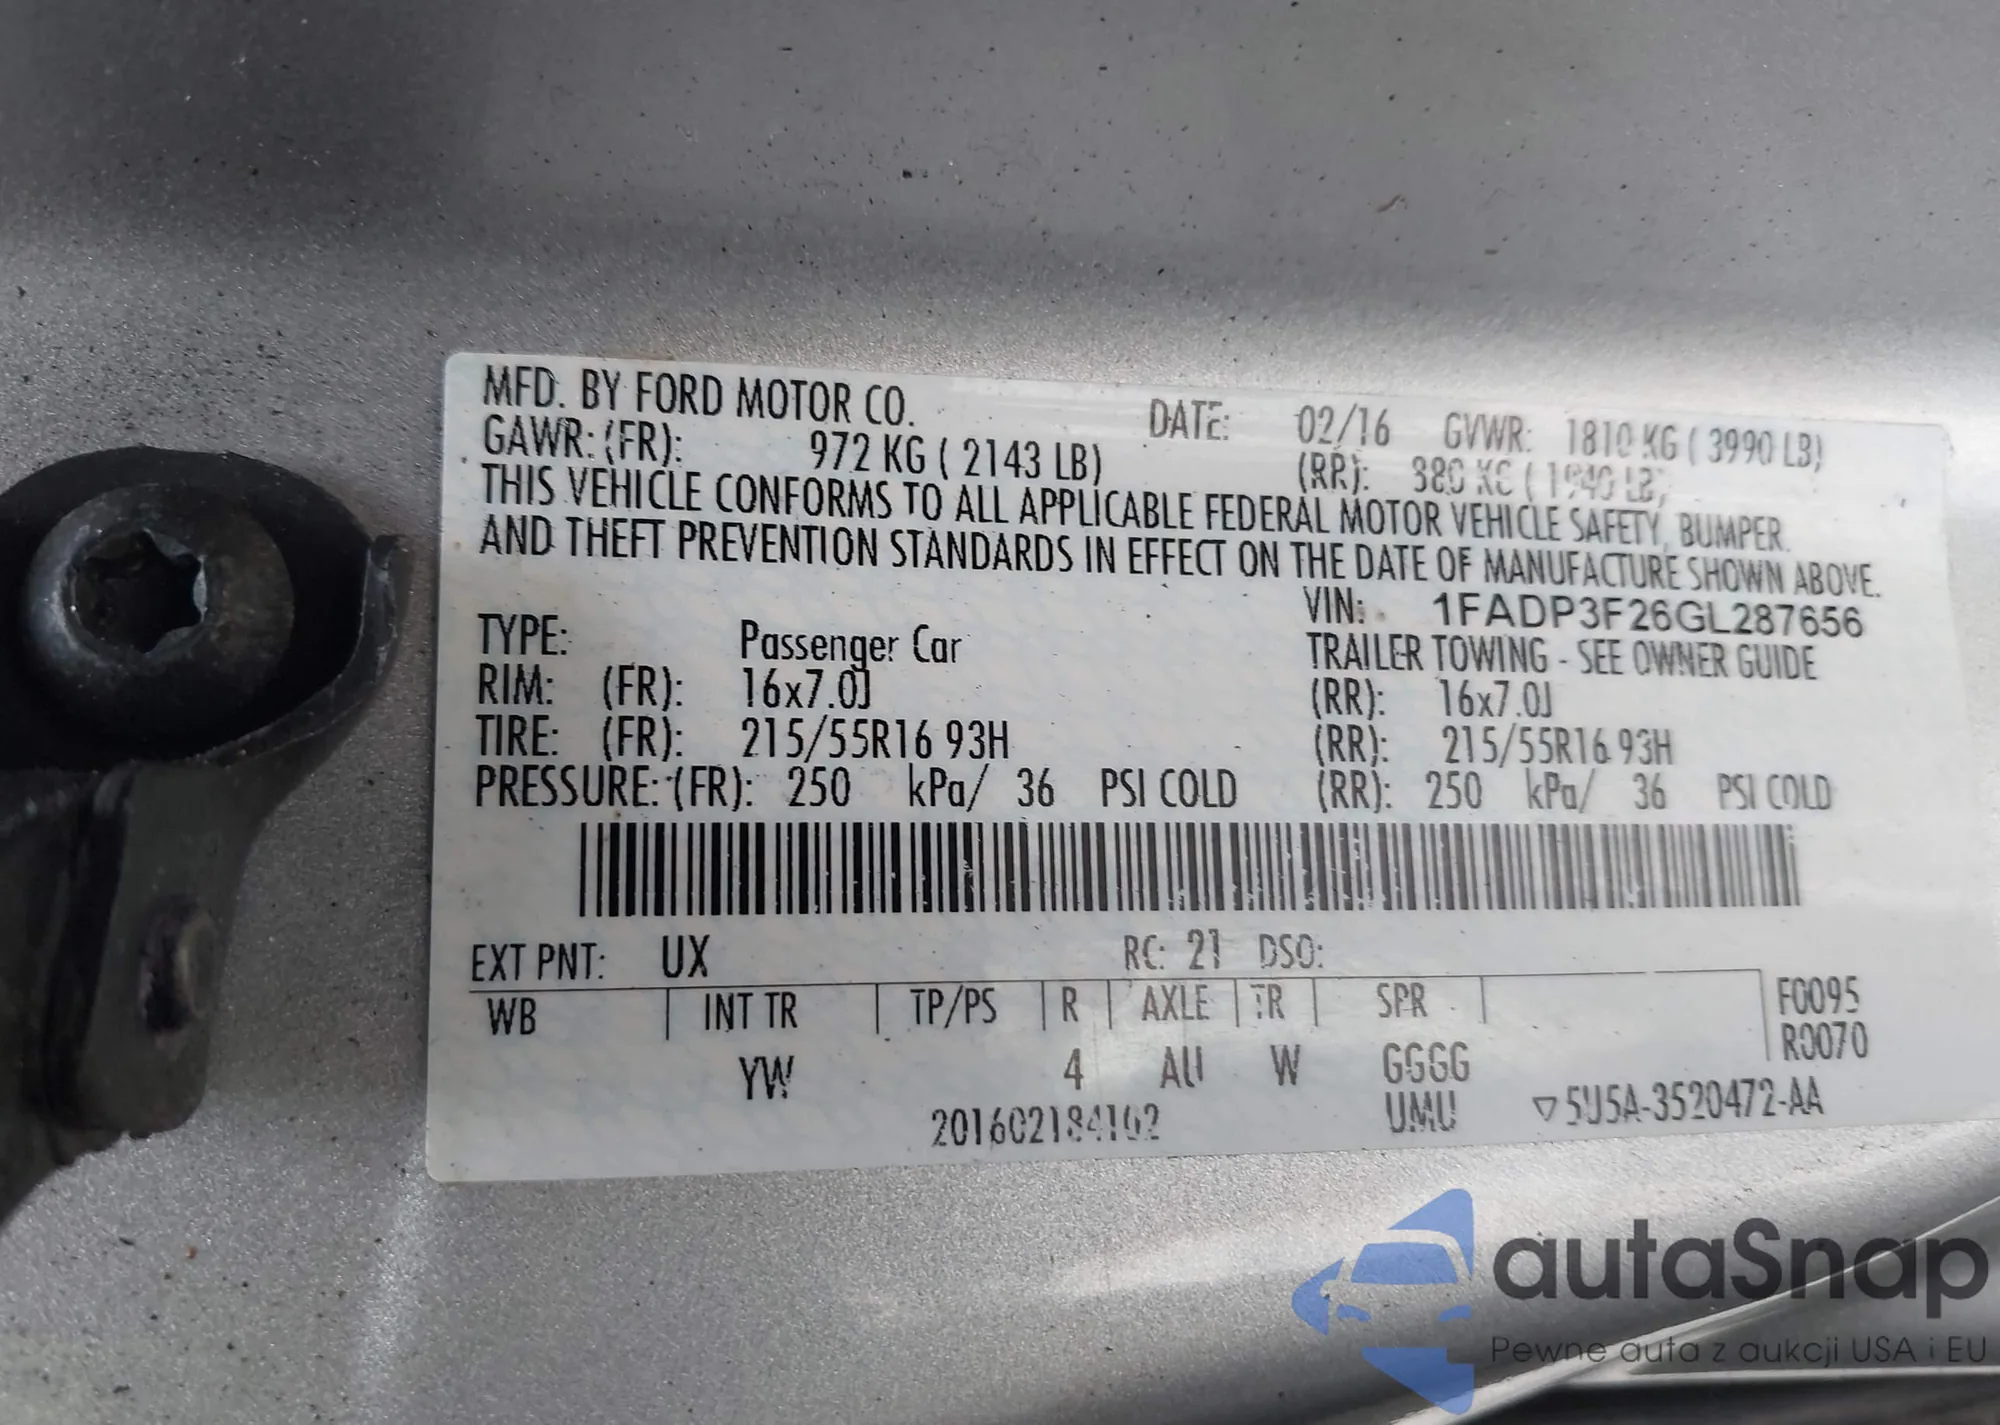 MFD. BY FORD MOTOR CO. DATE: 02/16 GVWR: 1810 KG ( 3990 LB)
GAWR: (FR): 972 KG ( 2143 LB) (RR): 880 KG ( 1940 LB)
THIS VEHICLE CONFORMS TO ALL APPLICABLE FEDERAL MOTOR VEHICLE SAFETY, BUMPER,
AND THEFT PREVENTION STANDARDS IN EFFECT ON THE DATE OF MANUFACTURE SHOWN ABOVE.
VIN: 1FADP3F26GL287656
TYPE: Passenger Car TRAILER TOWING - SEE OWNER GUIDE
RIM: (FR): 16x7.0J (RR): 16x7.0J
TIRE: (FR): 215/55R16 93H (RR): 215/55R16 93H
PRESSURE: (FR): 250 kPa/ 36 PSI COLD (RR): 250 kPa/ 36 PSI COLD
EXT PNT: UX RC: 21 DSO:
WB INT TR TP/PS R AXLE TR SPR F0095
R0070
YW 4 AU W GGGG
201602184102 UMU ▽5U5A-3520472-AA
autaSnap
Pewne auta z aukcji USA i EU